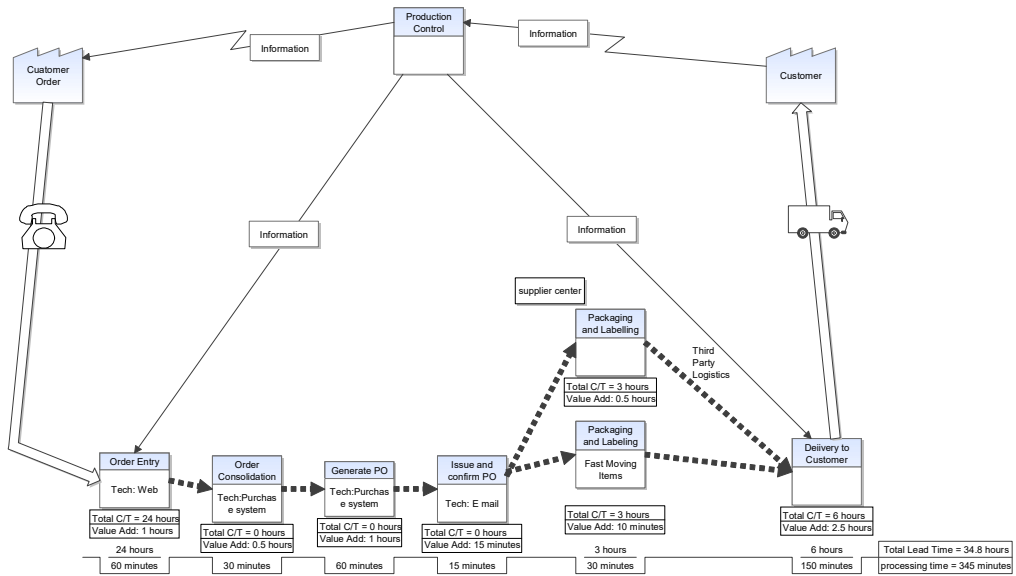 Production
Control
Information
Information
Cuatomer
Order
Customer
Information
Information
supplier center
Packaging
and Labelling
Third
Party
Logistics
Total C/T = 3 hours
Value Add: 0.5 hours
Packaging
and Labeling
Fast Moving
Items
Total C/T = 3 hours
Value Add: 10 minutes
Order Entry
Tech: Web
Total C/T = 24 hours
Value Add: 1 hours
Order
Consolidation
Tech:Purchas
e system
Total C/T = 0 hours
Value Add: 0.5 hours
Generate PO
Tech:Purchas
e system
Total C/T = 0 hours
Value Add: 1 hours
Issue and
confirm PO
Tech: E mail
Total C/T = 0 hours
Value Add: 15 minutes
Deiivery to
Customer
Total C/T = 6 hours
Value Add: 2.5 hours
24 hours
3 hours
6 hours
Total Lead Time = 34.8 hours
60 minutes
30 minutes
60 minutes
15 minutes
30 minutes
150 minutes
processing time = 345 minutes